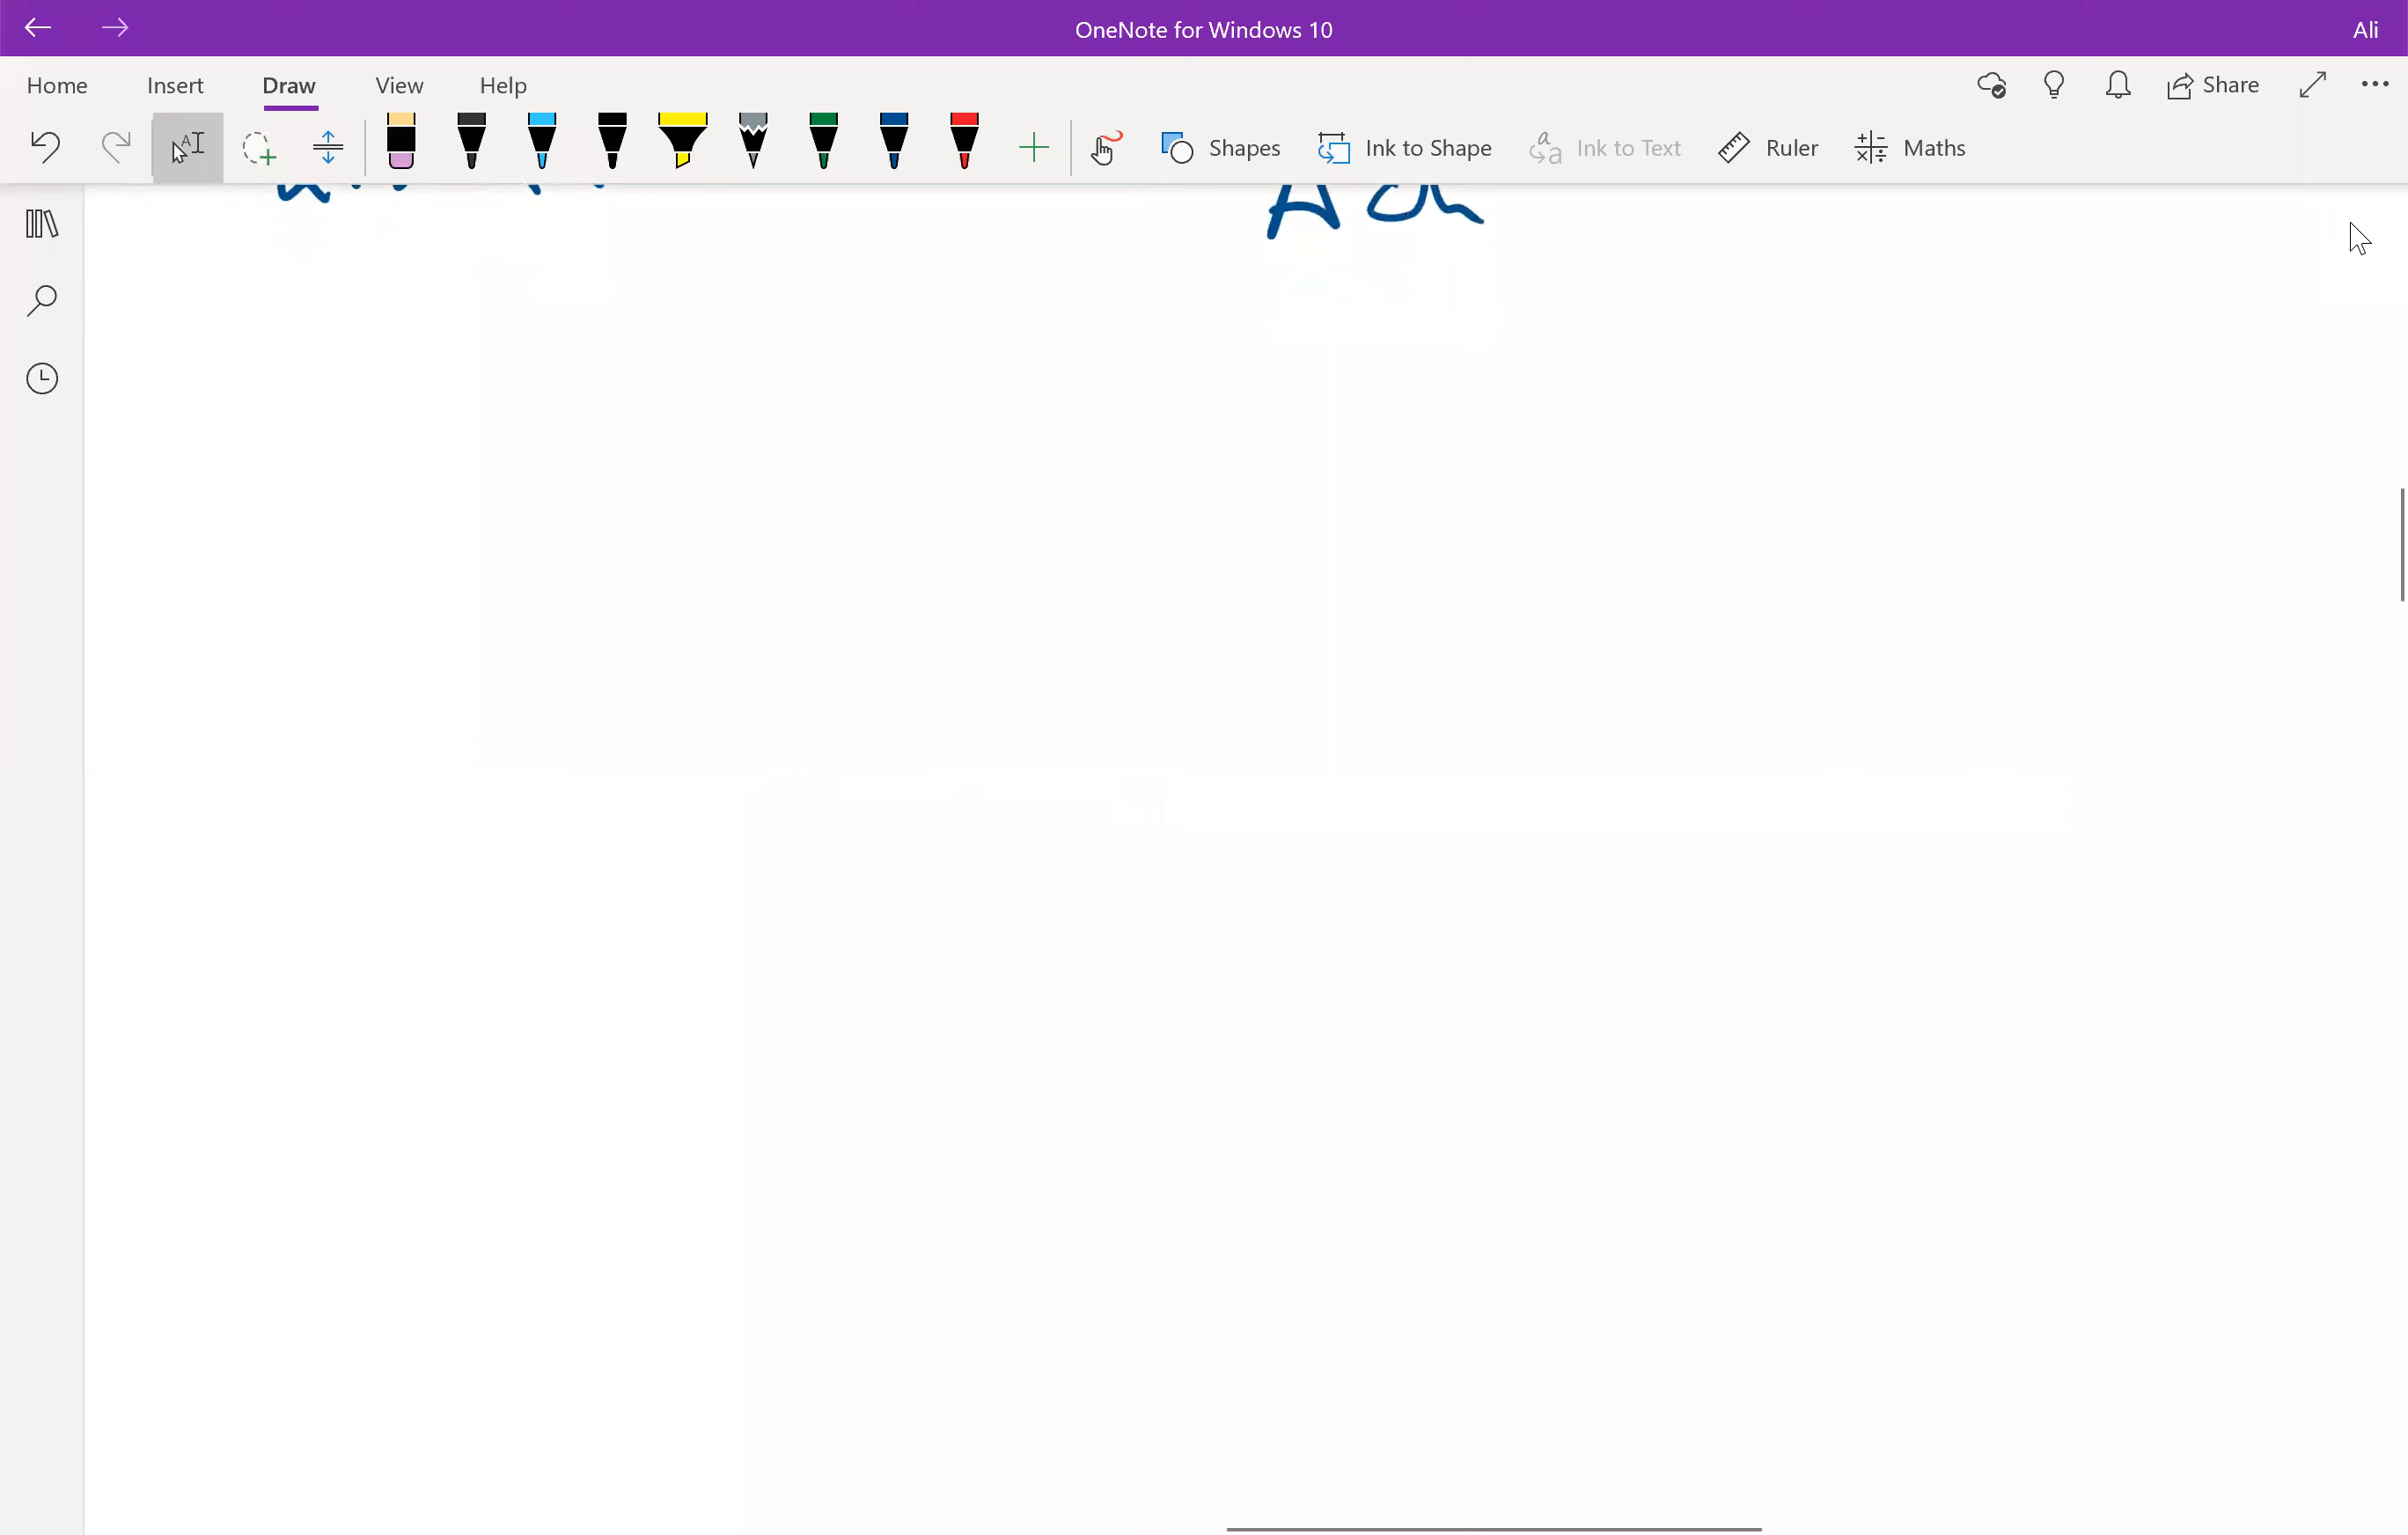 OneNote for Windows 10
Ali
Home Insert Draw View Help
Share
Shapes Ink to Shape Ink to Text Ruler Maths